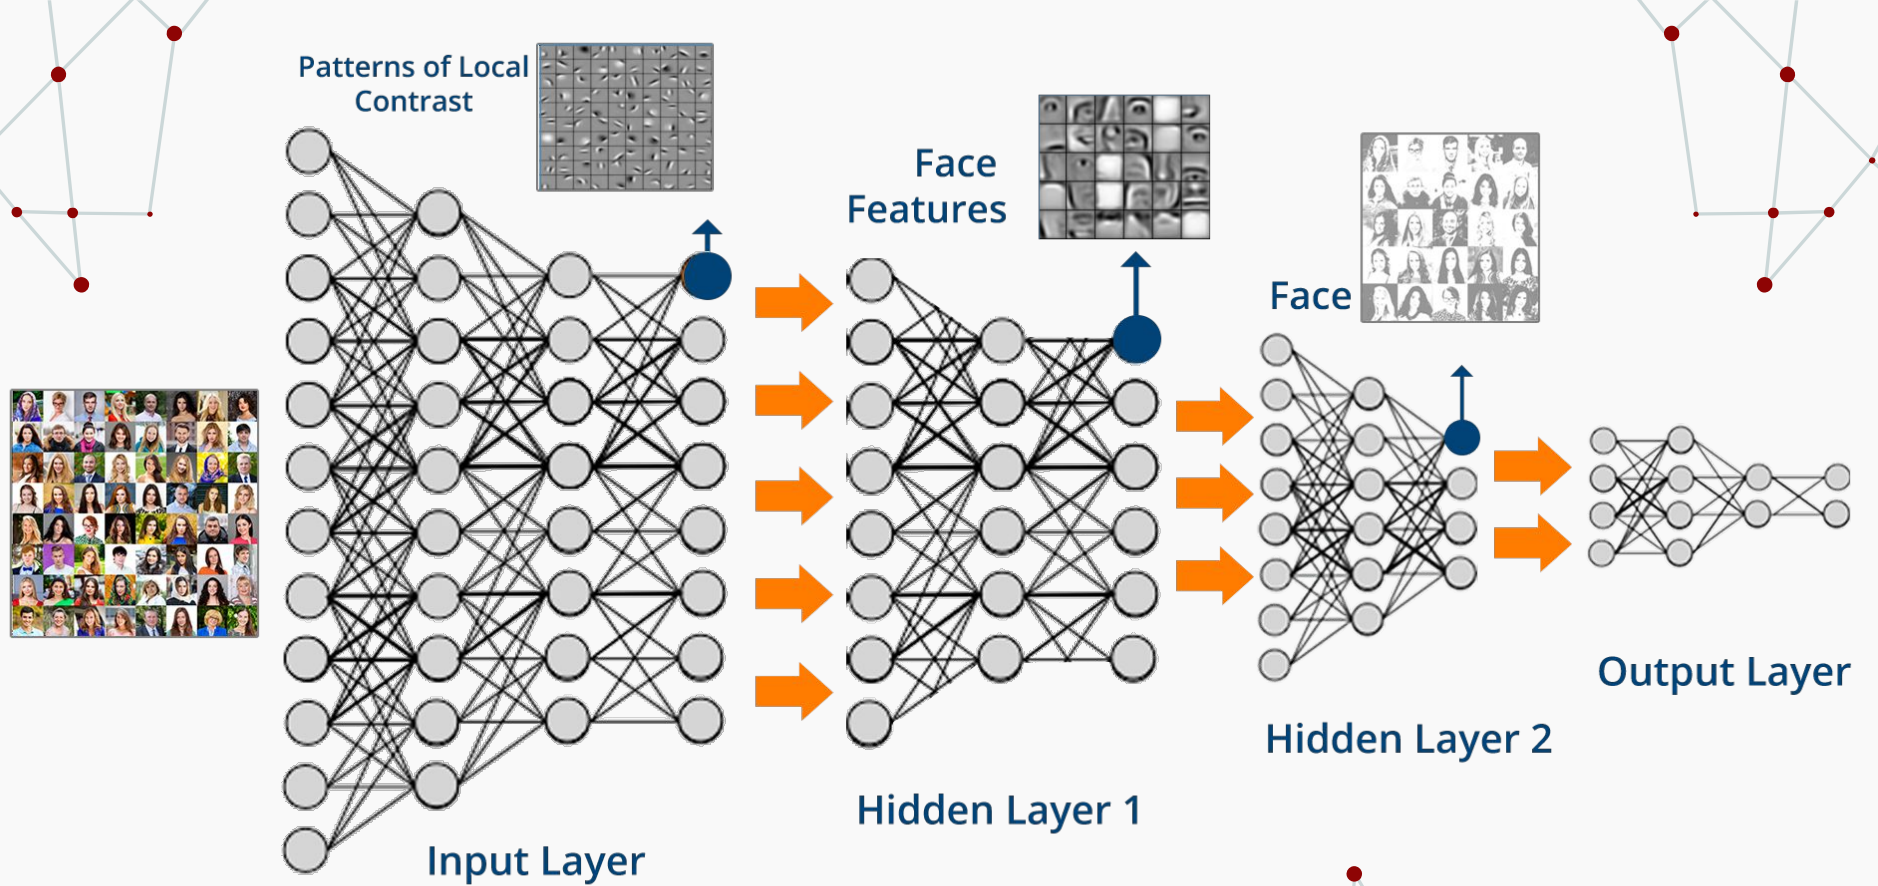 Patterns of Local
Contrast
Face
Features
Face
Output Layer
Hidden Layer 2
Hidden Layer 1
Input Layer